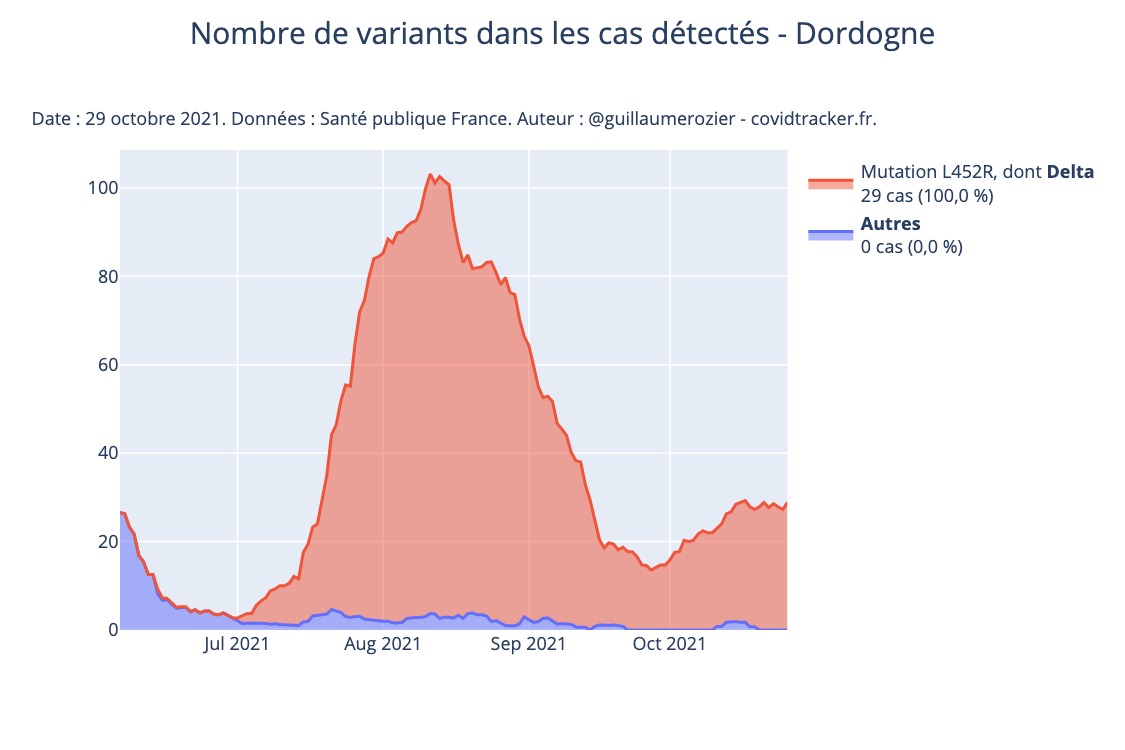 Nombre de variants dans les cas détectés - Dordogne
Date : 29 octobre 2021. Données : Santé publique France. Auteur : @guillaumerozier - covidtracker.fr.
Mutation L452R, dont Delta
29 cas (100,0 %)
Autres
0 cas (0,0 %)
100
80
60
40
20
0
Jul 2021
Aug 2021
Sep 2021
Oct 2021